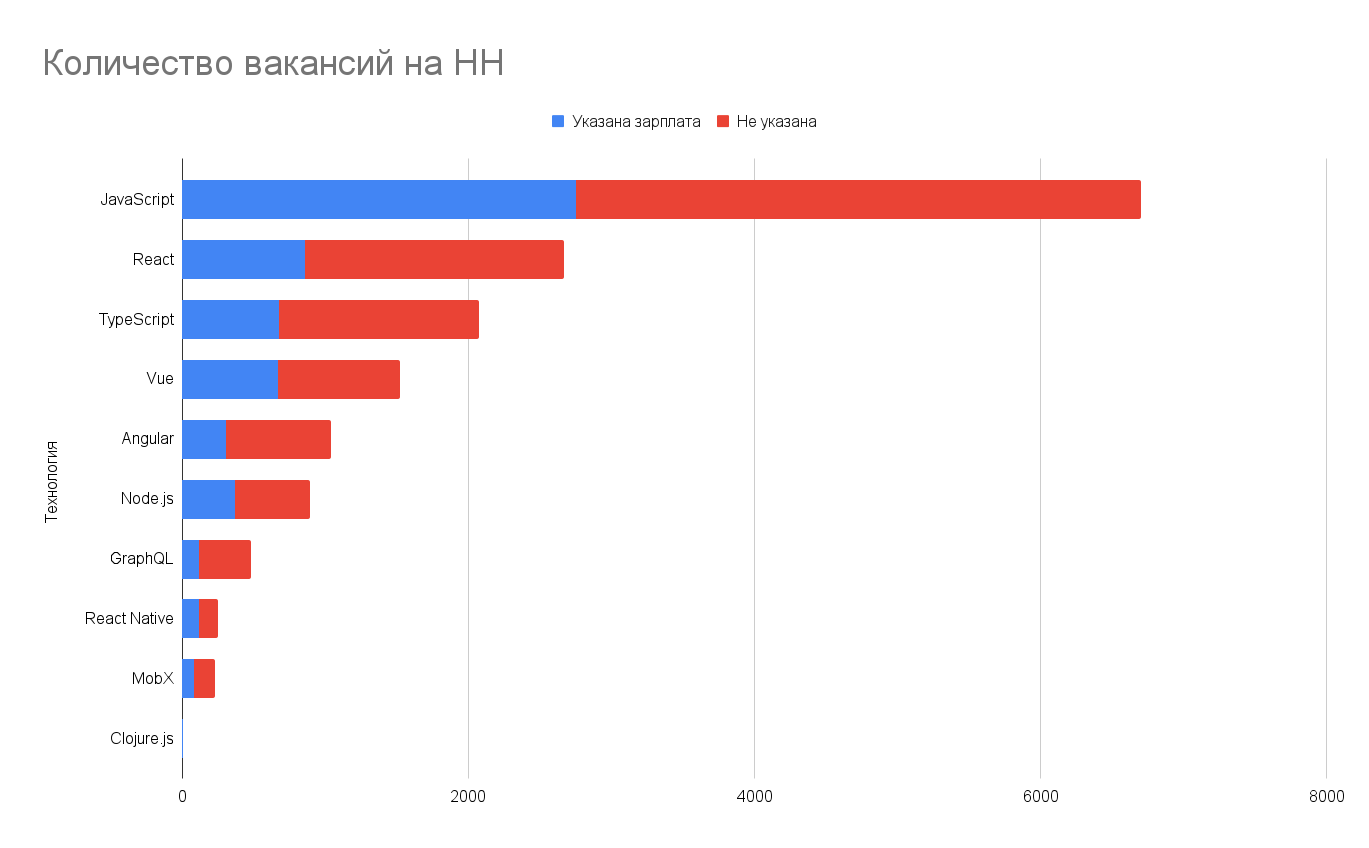 Количество вакансий на HH
Указана зарплата
Не указана
Технология
JavaScript
React
TypeScript
Vue
Angular
Node.js
GraphQL
React Native
MobX
Clojure.js
0
2000
4000
6000
8000